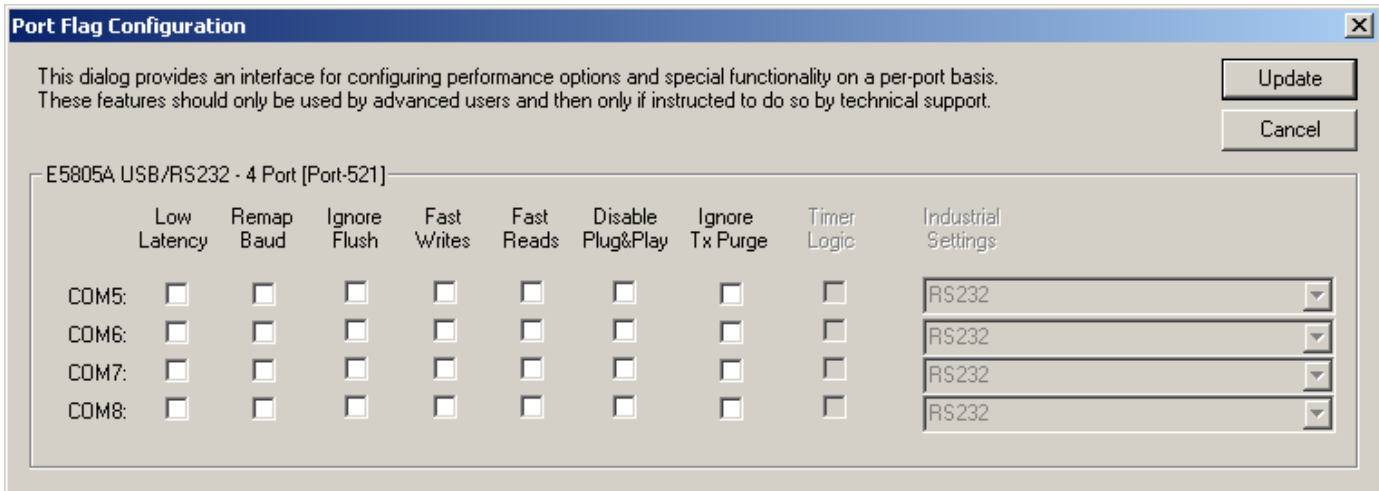 Port Flag Configuration
This dialog provides an interface for configuring performance options and special functionality on a per-port basis.
These features should only be used by advanced users and then only if instructed to do so by technical support.
Update
Cancel
E5805A USB/RS232 - 4 Port [Port-521]
Low Remap Ignore Fast Fast Disable Ignore Timer Industrial
Latency Baud Flush Writes Reads Plug&Play Tx Purge Logic Settings
COM5: RS232
COM6: RS232
COM7: RS232
COM8: RS232